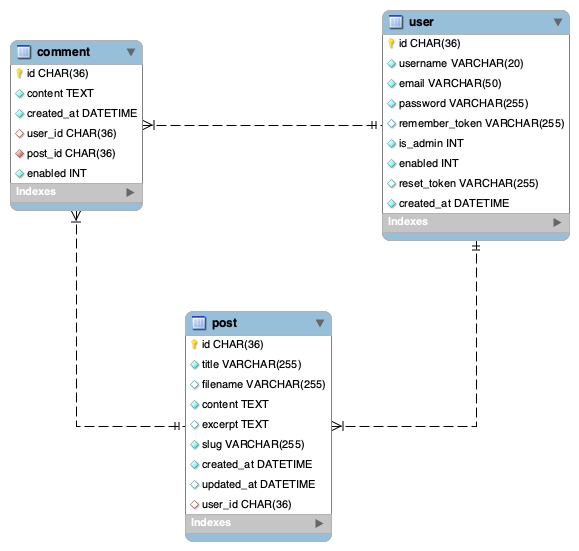 comment
id CHAR(36)
content TEXT
created_at DATETIME
user_id CHAR(36)
post_id CHAR(36)
enabled INT
Indexes
user
id CHAR(36)
username VARCHAR(20)
email VARCHAR(50)
password VARCHAR(255)
remember_token VARCHAR(255)
is_admin INT
enabled INT
reset_token VARCHAR(255)
created_at DATETIME
Indexes
post
id CHAR(36)
title VARCHAR(255)
filename VARCHAR(255)
content TEXT
excerpt TEXT
slug VARCHAR(255)
created_at DATETIME
updated_at DATETIME
user_id CHAR(36)
Indexes